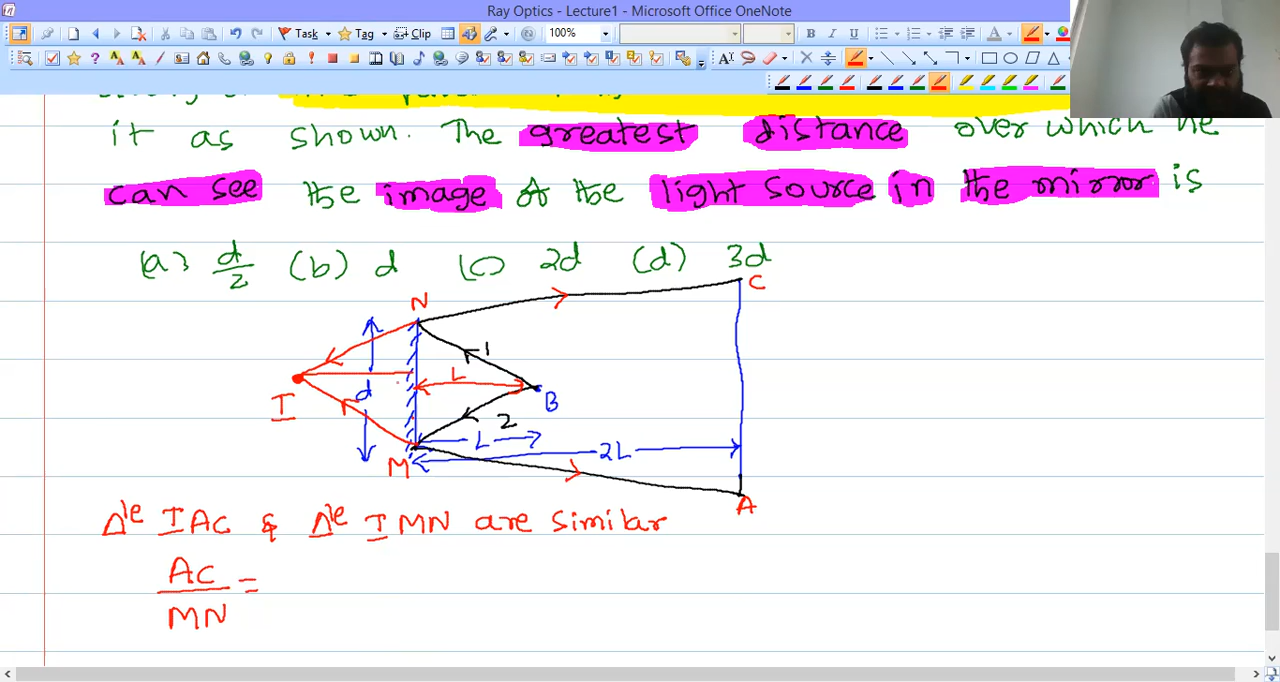 Ray Optics - Lecture1 - Microsoft OneNote
Task Tag Clip 100% B I U A
it as shown. The greatest distance over which he
can see the image of the light source in the mirror is
(a) d/2 (b) d (c) 2d (d) 3d
C
N
1
L
d
B
I
2
L
2L
M
A
Δle IAC & Δle IMN are similar
AC/MN =